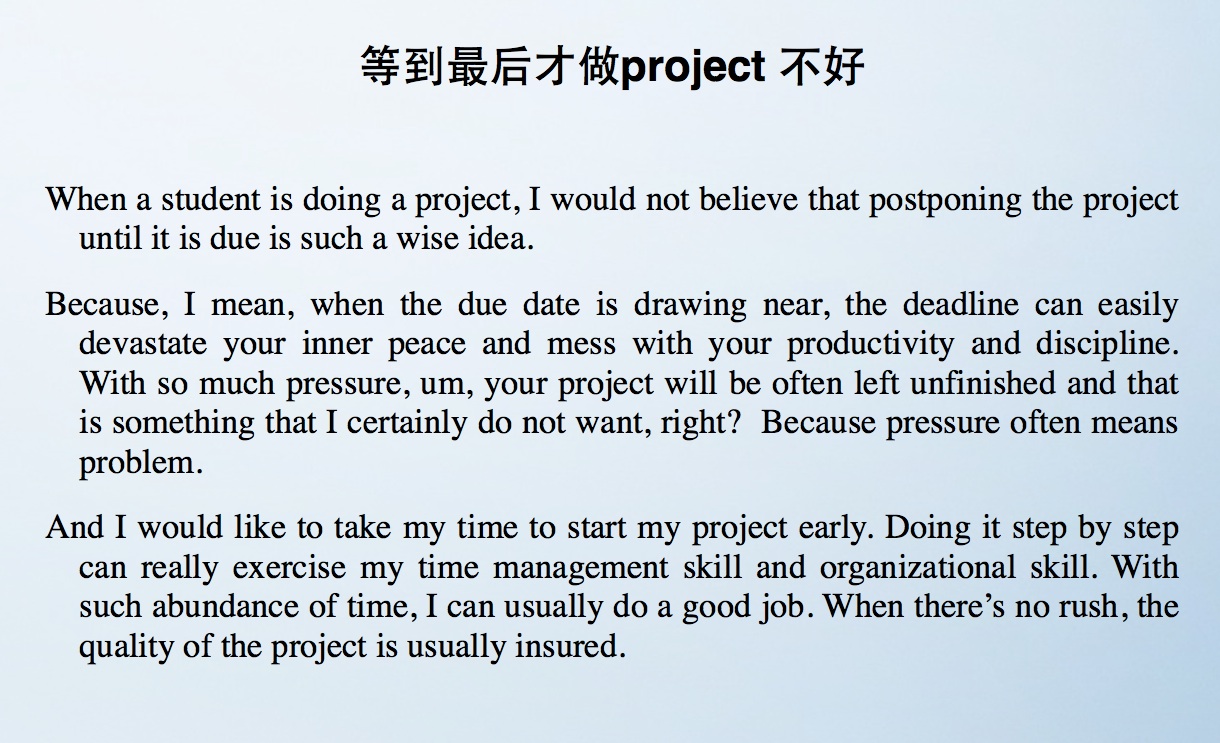 等到最后才做project 不好
When a student is doing a project, I would not believe that postponing the project
until it is due is such a wise idea.
Because, I mean, when the due date is drawing near, the deadline can easily
devastate your inner peace and mess with your productivity and discipline.
With so much pressure, um, your project will be often left unfinished and that
is something that I certainly do not want, right?  Because pressure often means
problem.
And I would like to take my time to start my project early. Doing it step by step
can really exercise my time management skill and organizational skill. With
such abundance of time, I can usually do a good job. When there’s no rush, the
quality of the project is usually insured.